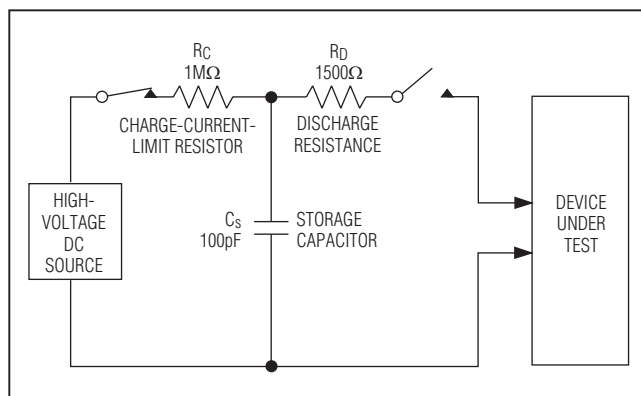 RC
1MΩ
CHARGE-CURRENT-
LIMIT RESISTOR
RD
1500Ω
DISCHARGE
RESISTANCE
HIGH-
VOLTAGE
DC
SOURCE
CS
100pF
STORAGE
CAPACITOR
DEVICE
UNDER
TEST